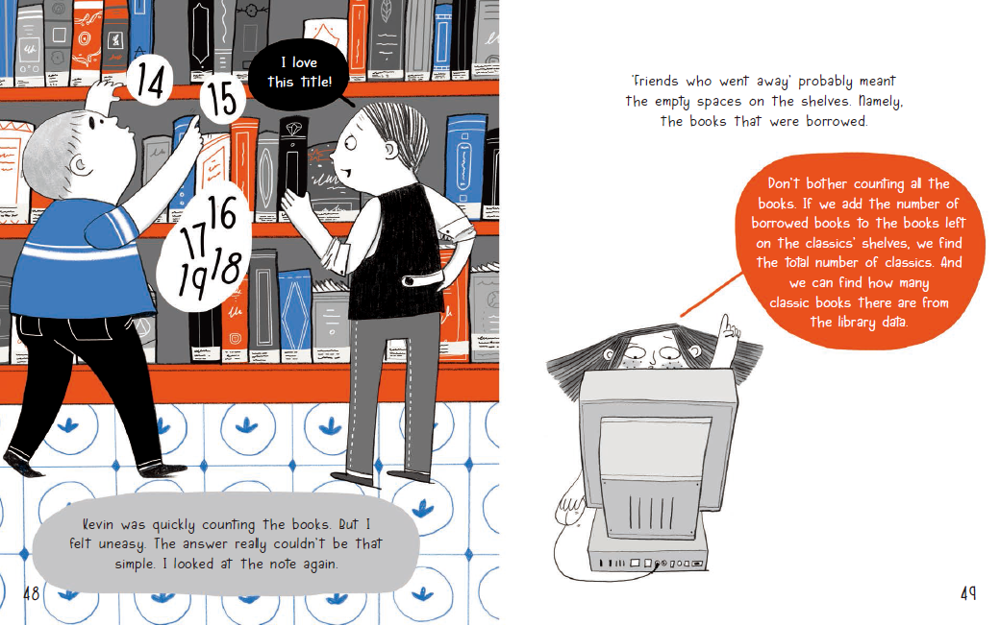 14
15
I love
this title!
16
17
18
19
Kevin was quickly counting the books. But I
felt uneasy. The answer really couldn't be that
simple. I looked at the note again.
48
'Friends who went away' probably meant
the empty spaces on the shelves. Namely,
the books that were borrowed.
Don't bother counting all the
books. If we add the number of
borrowed books to the books left
on the classics' shelves, we find
the total number of classics. And
we can find how many
classic books there are from
the library data.
49